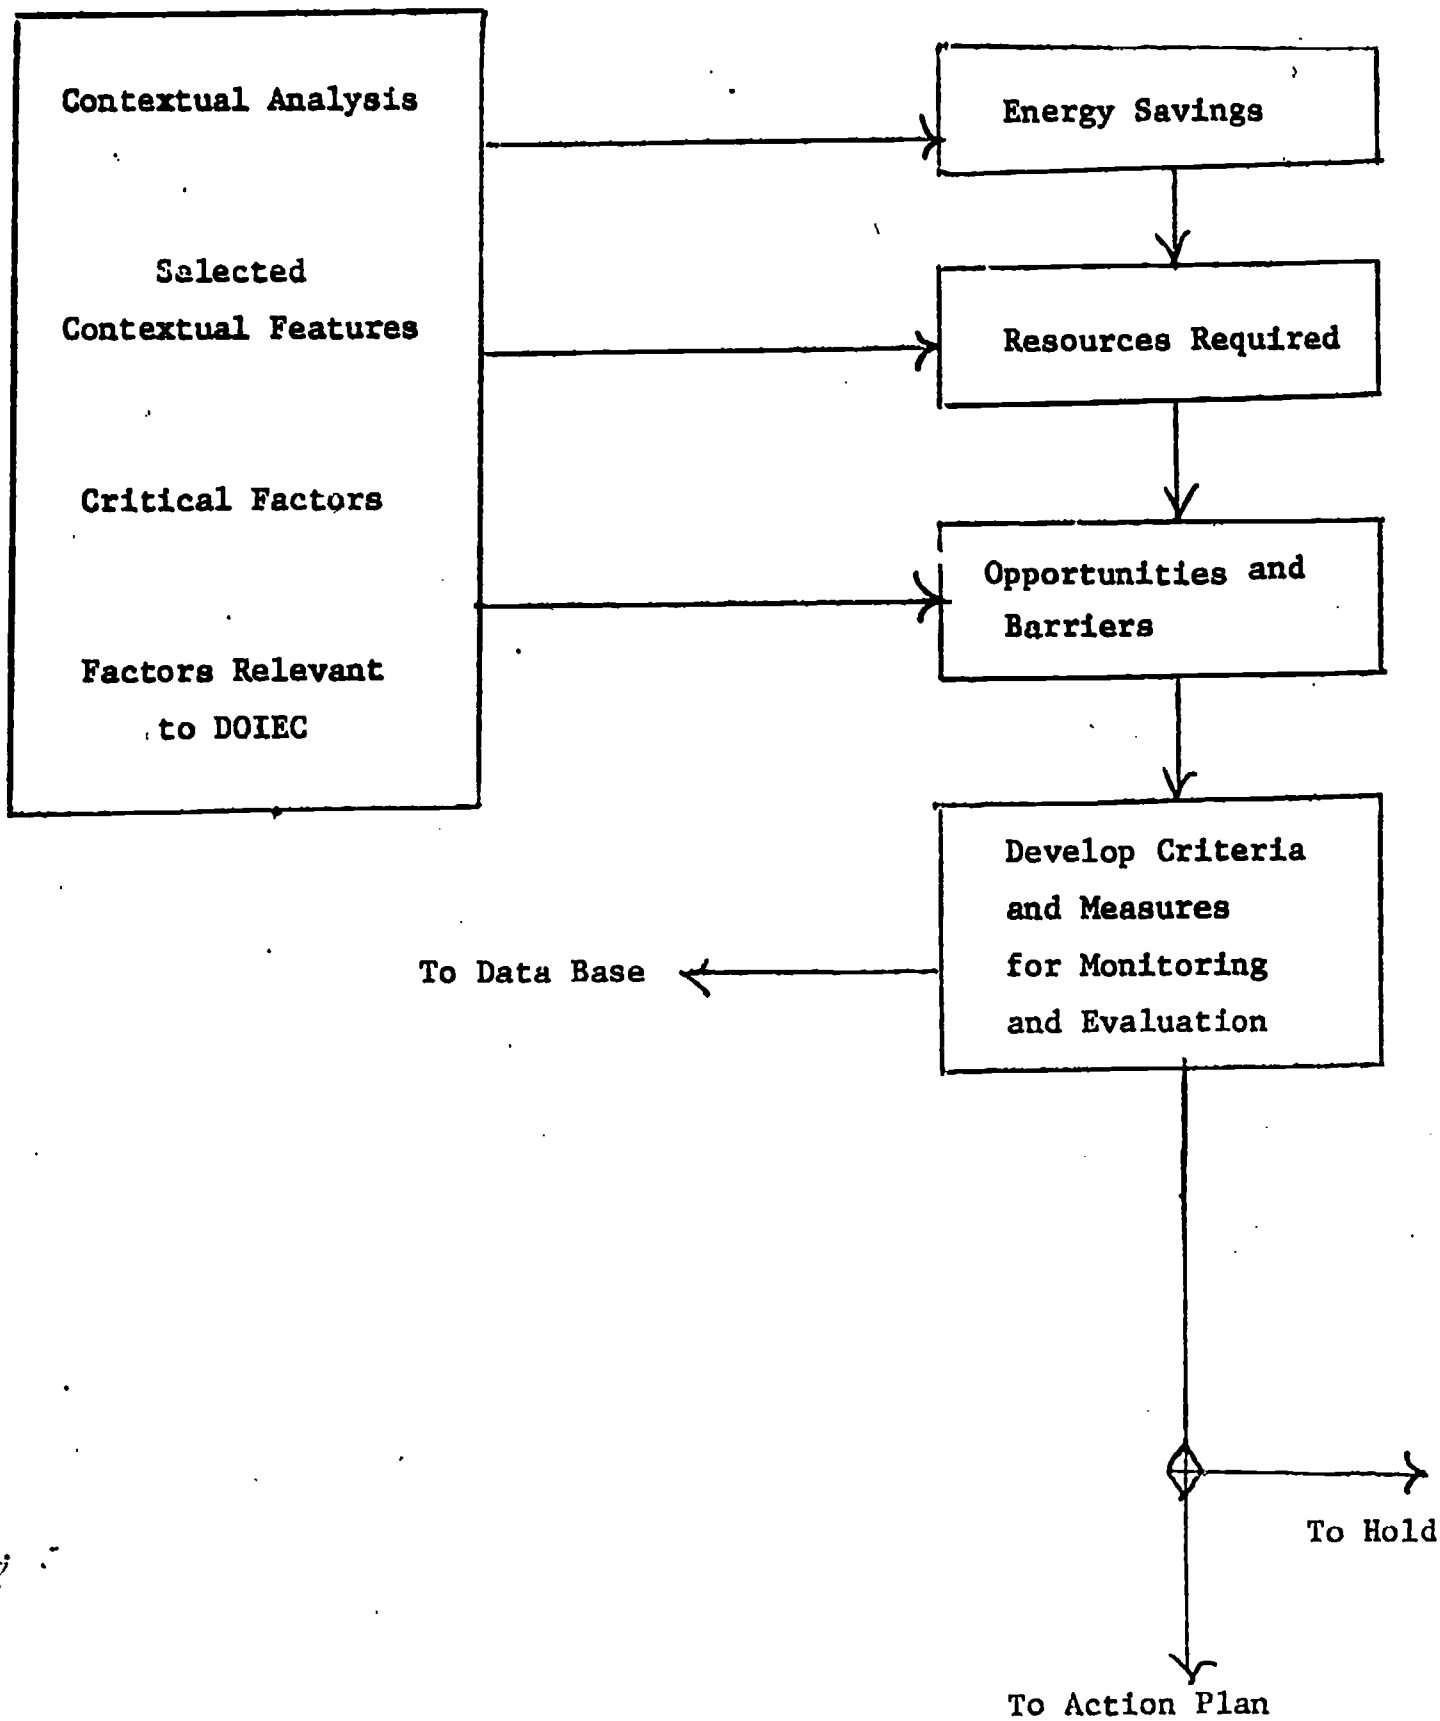 Contextual Analysis
Selected
Contextual Features
Critical Factors
Factors Relevant
to DOIEC
Energy Savings
Resources Required
Opportunities and
Barriers
Develop Criteria
and Measures
for Monitoring
and Evaluation
To Data Base
To Hold
To Action Plan